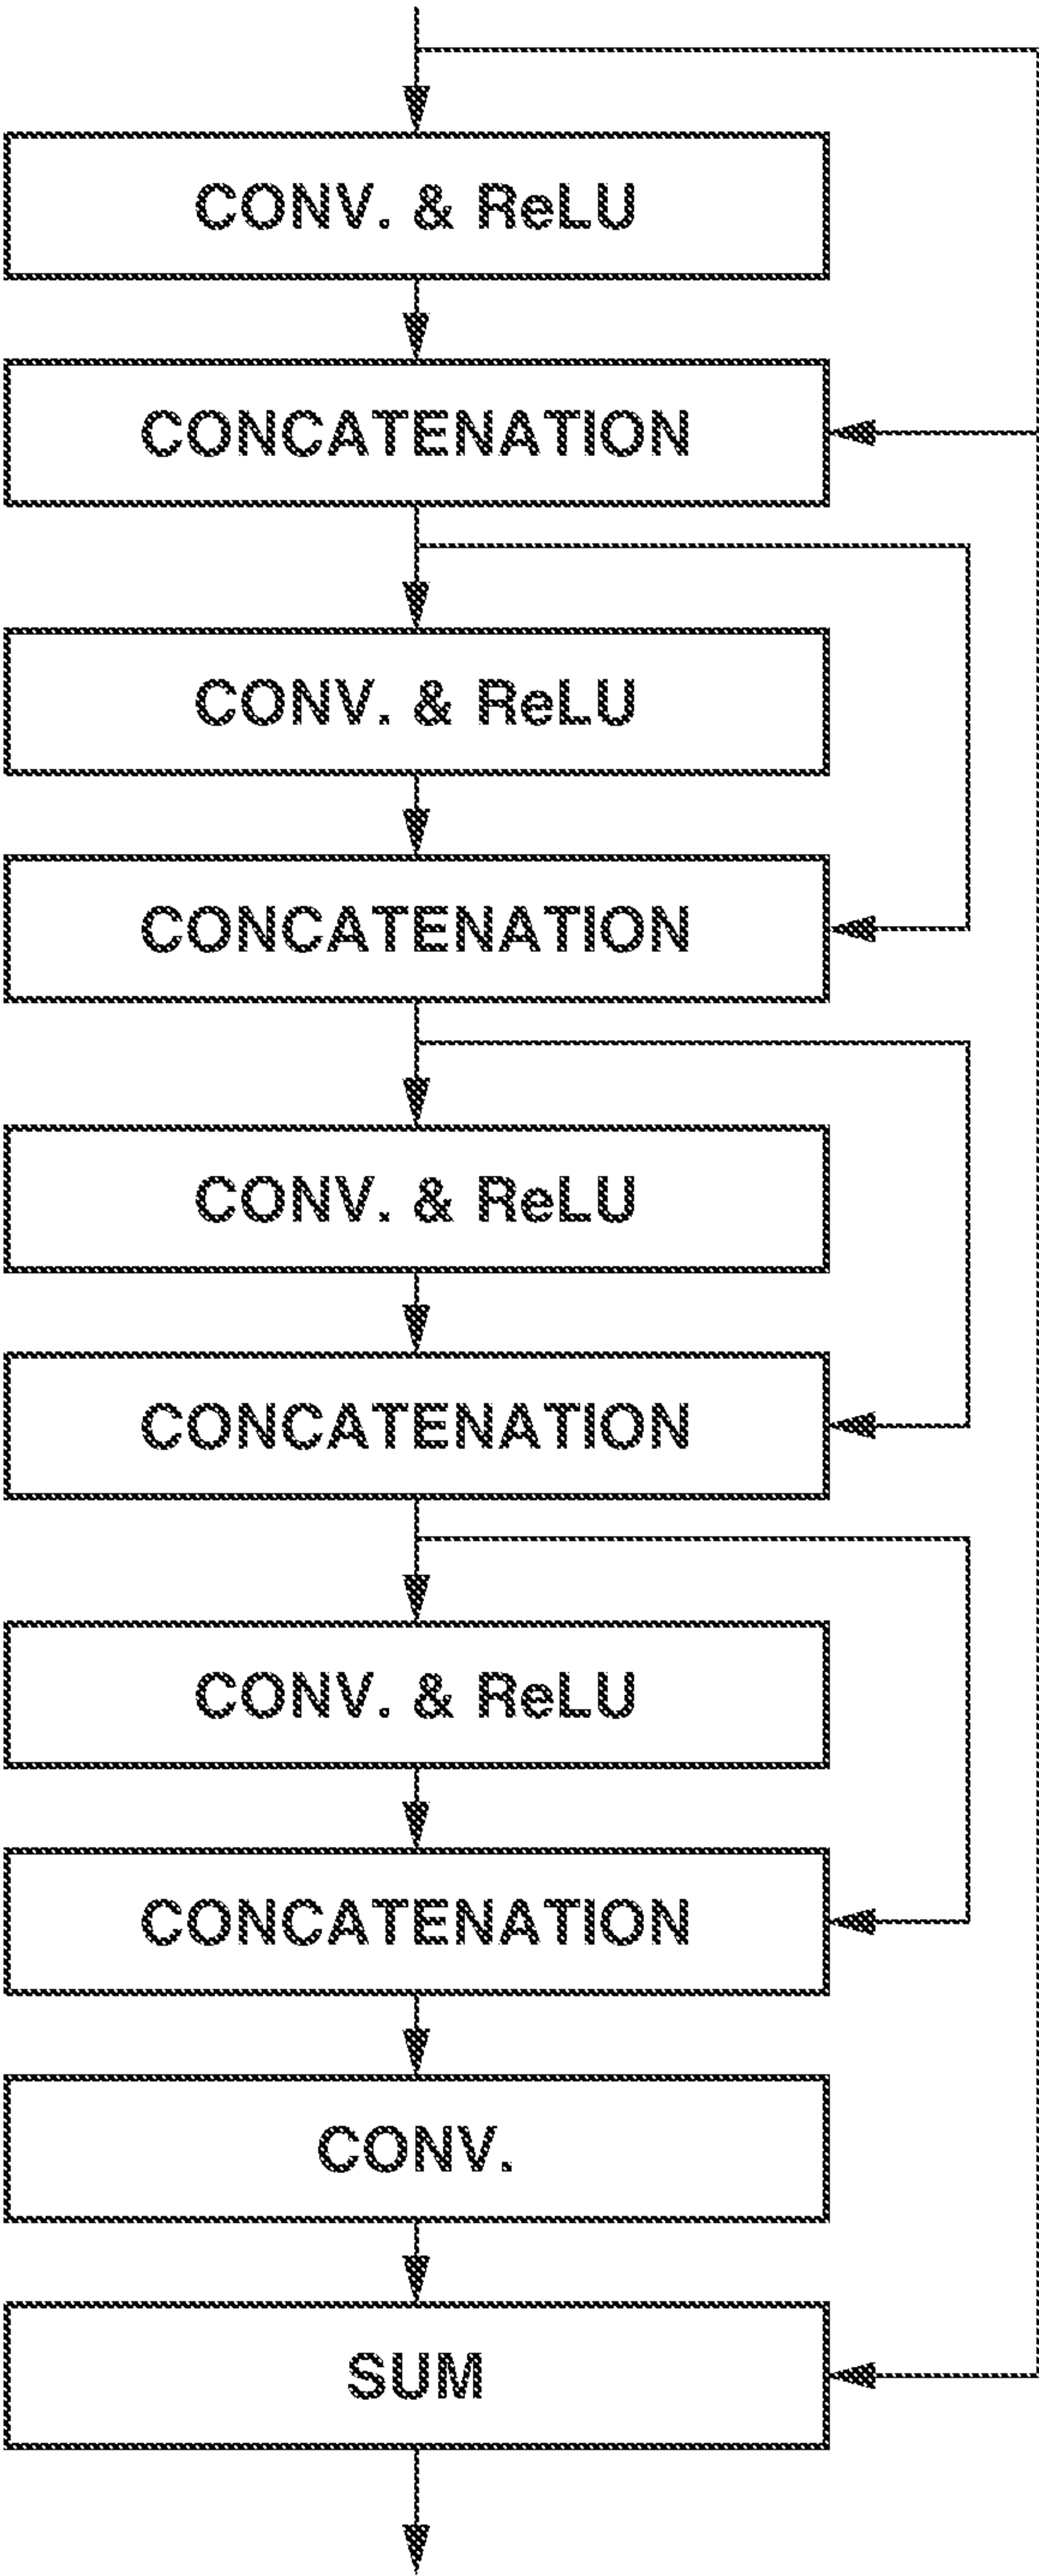 CONV. & ReLU
CONCATENATION
CONV. & ReLU
CONCATENATION
CONV. & ReLU
CONCATENATION
CONV. & ReLU
CONCATENATION
CONV.
SUM